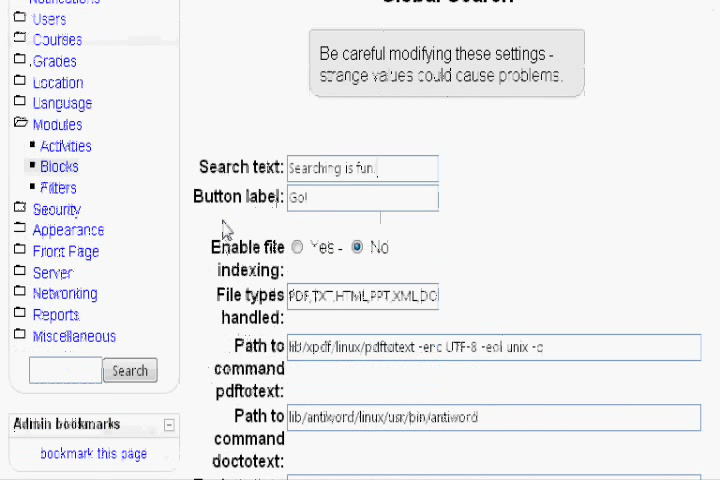 Notifications
Users
Courses
Grades
Location
Language
Modules
Activities
Blocks
Filters
Security
Appearance
Front Page
Server
Networking
Reports
Miscellaneous
Search
Admin bookmarks
bookmark this page
Global Search
Be careful modifying these settings -
strange values could cause problems.
Search text: Searching is fun.
Button label: Go!
Enable file indexing: Yes - No
File types handled: PDF,TXT,HTML,PPT,XML,DO
Path to command pdftotext: lib/xpdf/linux/pdftotext -enc UTF-8 -eol unix -q
Path to command doctotext: lib/antiword/linux/usr/bin/antiword